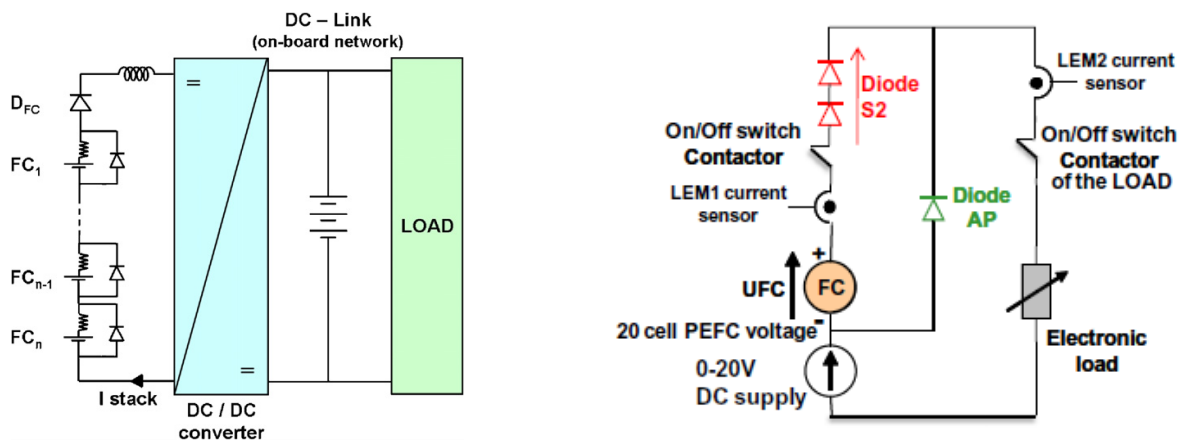 DC – Link
(on-board network)
D_FC
FC_1
FC_n-1
FC_n
I stack
=
=
DC / DC
converter
LOAD
LEM2 current
sensor
Diode
S2
On/Off switch
Contactor
On/Off switch
Contactor
of the LOAD
LEM1 current
sensor
Diode
AP
+
UFC
FC
-
20 cell PEFC voltage
0-20V
DC supply
Electronic
load